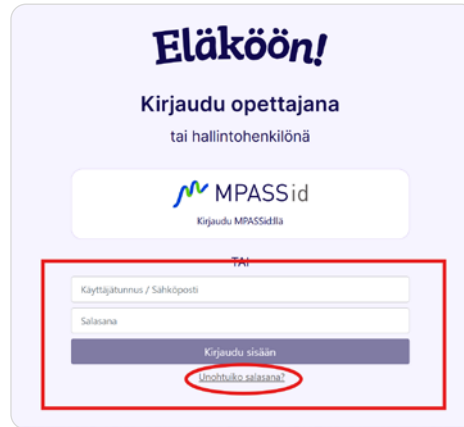 Eläköön!
Kirjaudu opettajana
tai hallintohenkilönä
MPASSid
Kirjaudu MPASSid:llä
TAI
Käyttäjätunnus / Sähköposti
Salasana
Kirjaudu sisään
Unohtuiko salasana?